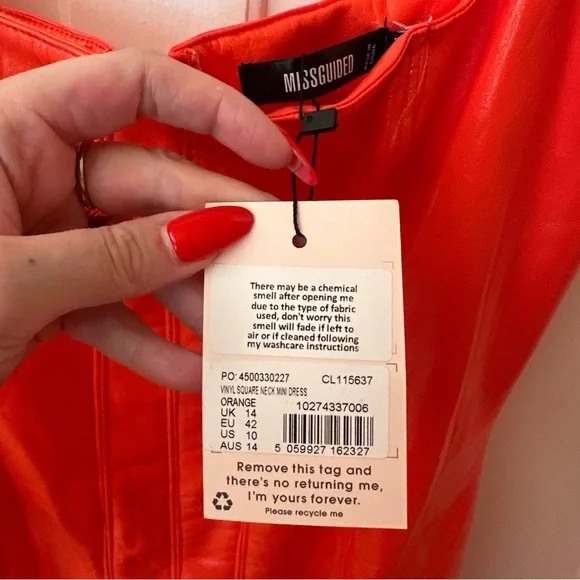 MISSGUIDED
MADE IN
CHINA
There may be a chemical
smell after opening me
due to the type of fabric
used, don't worry this
smell will fade if left to
air or if cleaned following
my washcare instructions
PO: 4500330227 CL115637
VINYL SQUARE NECK MINI DRESS
ORANGE 10274337006
UK 14
EU 42
US 10
AUS 14 5 059927 162327
Remove this tag and
there's no returning me,
I'm yours forever.
Please recycle me